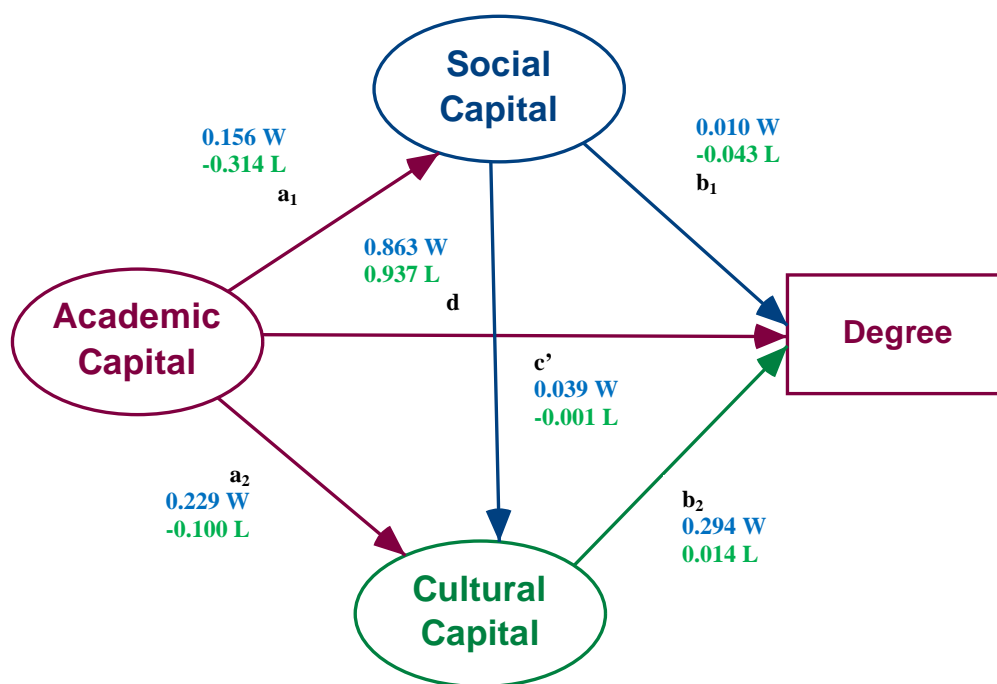 Social
Capital
0.156 W
-0.314 L
a₁
0.010 W
-0.043 L
b₁
0.863 W
0.937 L
d
Academic
Capital
Degree
c’
0.039 W
-0.001 L
a₂
0.229 W
-0.100 L
b₂
0.294 W
0.014 L
Cultural
Capital